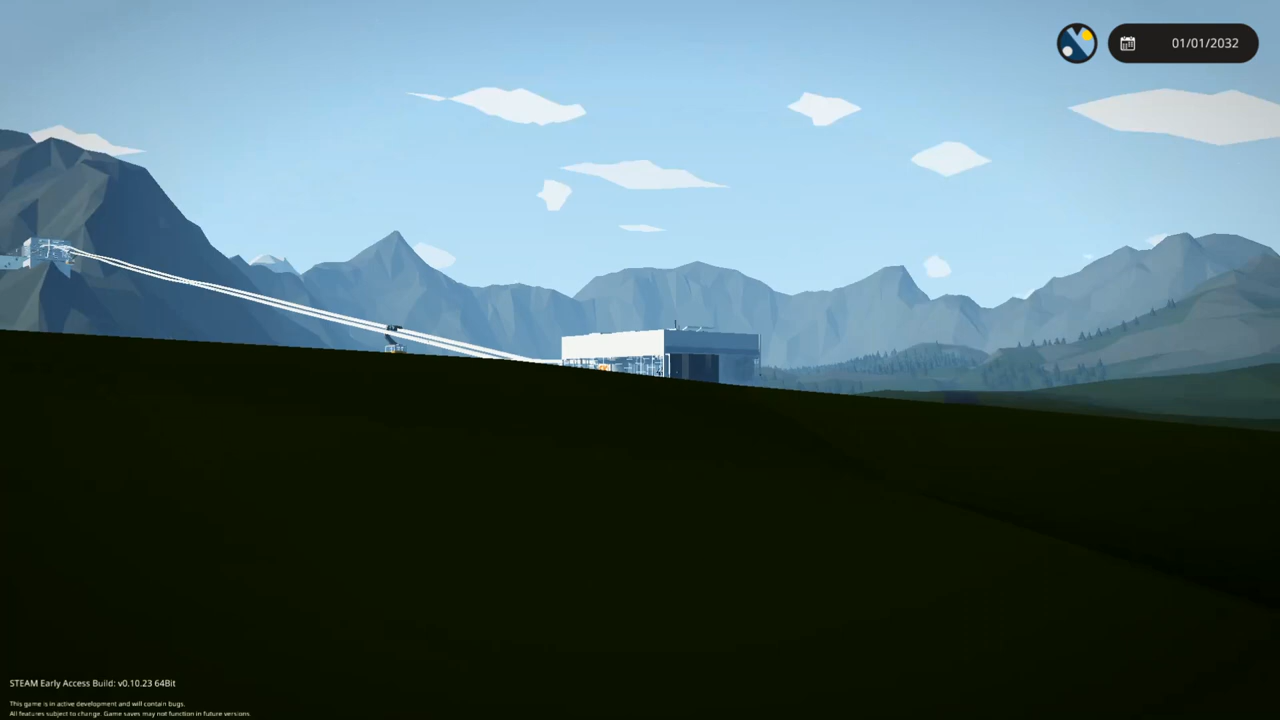 01/01/2032
STEAM Early Access Build: v0.10.23 64Bit
This game is in active development and will contain bugs.
All features subject to change. Game saves may not function in future versions